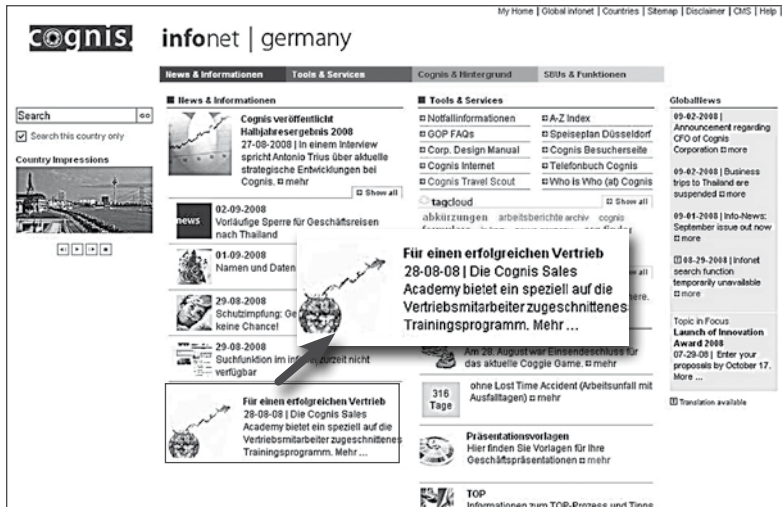 My Home | Global infonet | Countries | Sitemap | Disclaimer | CMS | Help |
cognis
infonet | germany
News & Informationen
Tools & Services
Cognis & Hintergrund
SBUs & Funktionen
Search
GO
Search this country only
Country Impressions
News & Informationen
Cognis veröffentlicht
Halbjahresergebnis 2008
27-08-2008 | In einem Interview
spricht Antonio Trius über aktuelle
strategische Entwicklungen bei
Cognis. mehr
Show all
news
02-09-2008
Vorläufige Sperre für Geschäftsreisen
nach Thailand
01-09-2008
Namen und Daten
29-08-2008
Schutzimpfung:
keine Chance!
29-08-2008
Suchfunktion im zurzeit nicht
verfügbar
Für einen erfolgreichen Vertrieb
28-08-08 | Die Cognis Sales
Academy bietet ein speziell auf die
Vertriebsmitarbeiter zugeschnittenes
Trainingsprogramm. Mehr ...
Tools & Services
Notfallinformationen
A-Z Index
GOP FAQs
Speiseplan Düsseldorf
Corp. Design Manual
Cognis Besucherseite
Cognis Internet
Telefonbuch Cognis
Cognis Travel Scout
Who is Who (at) Cognis
tagcloud
Show all
abkürzungen arbeitsberichte archiv cognis
Für einen erfolgreichen Vertrieb
28-08-08 | Die Cognis Sales
Academy bietet ein speziell auf die
Vertriebsmitarbeiter zugeschnittenes
Trainingsprogramm. Mehr ...
all
Am 28. August war Einsendeschluss für
das aktuelle Coggie Game. mehr
316
Tage
ohne Lost Time Accident (Arbeitsunfall mit
Ausfalltagen) mehr
Präsentationsvorlagen
Hier finden Sie Vorlagen für Ihre
Geschäftspräsentationen mehr
TOP
Informationen zum TOP-Prozess und Tipps
GlobalNews
09-02-2008 |
Announcement regarding
CFO of Cognis
Corporation more
09-02-2008 | Business
trips to Thailand are
suspended more
09-01-2008 | Info-News:
September issue out now
more
08-29-2008 | Infonet
search function
temporarily unavailable
more
Topic in Focus
Launch of Innovation
Award 2008
07-29-08 | Enter your
proposals by October 17.
More ...
Translation available